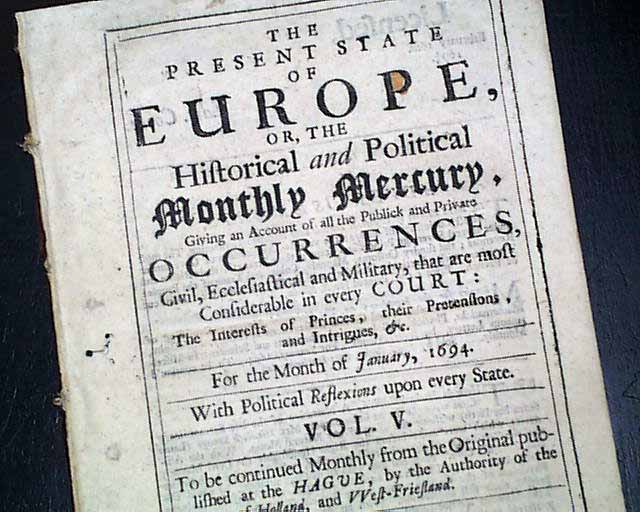 THE
PRESENT STATE
OF
EUROPE,
OR, THE
Hiſtorical and Political
Monthly Mercury,
Giving an Account of all the Publick and Private
OCCURRENCES,
Civil, Eccleſiaſtical and Military, that are moſt
Conſiderable in every COURT:
The Intereſts of Princes, their Pretenſions,
and Intrigues, &c.
For the Month of January, 1694.
With Political Reflexions upon every State.
VOL. V.
To be continued Monthly from the Original pub-
liſhed at the HAGUE, by the Authority of the
of Holland, and VVeſt-Frieſland.
Licenſed